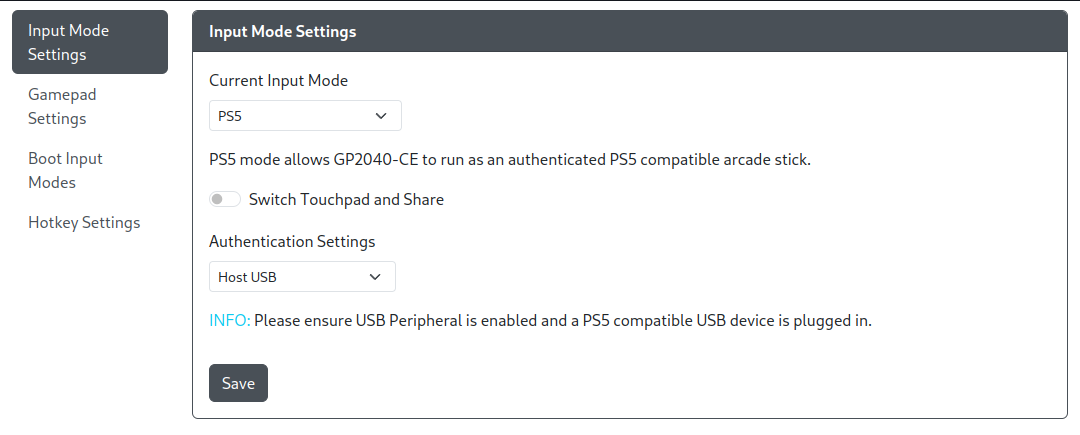 Input Mode
Settings
Gamepad
Settings
Boot Input
Modes
Hotkey Settings
Input Mode Settings
Current Input Mode
PS5
PS5 mode allows GP2040-CE to run as an authenticated PS5 compatible arcade stick.
Switch Touchpad and Share
Authentication Settings
Host USB
INFO: Please ensure USB Peripheral is enabled and a PS5 compatible USB device is plugged in.
Save